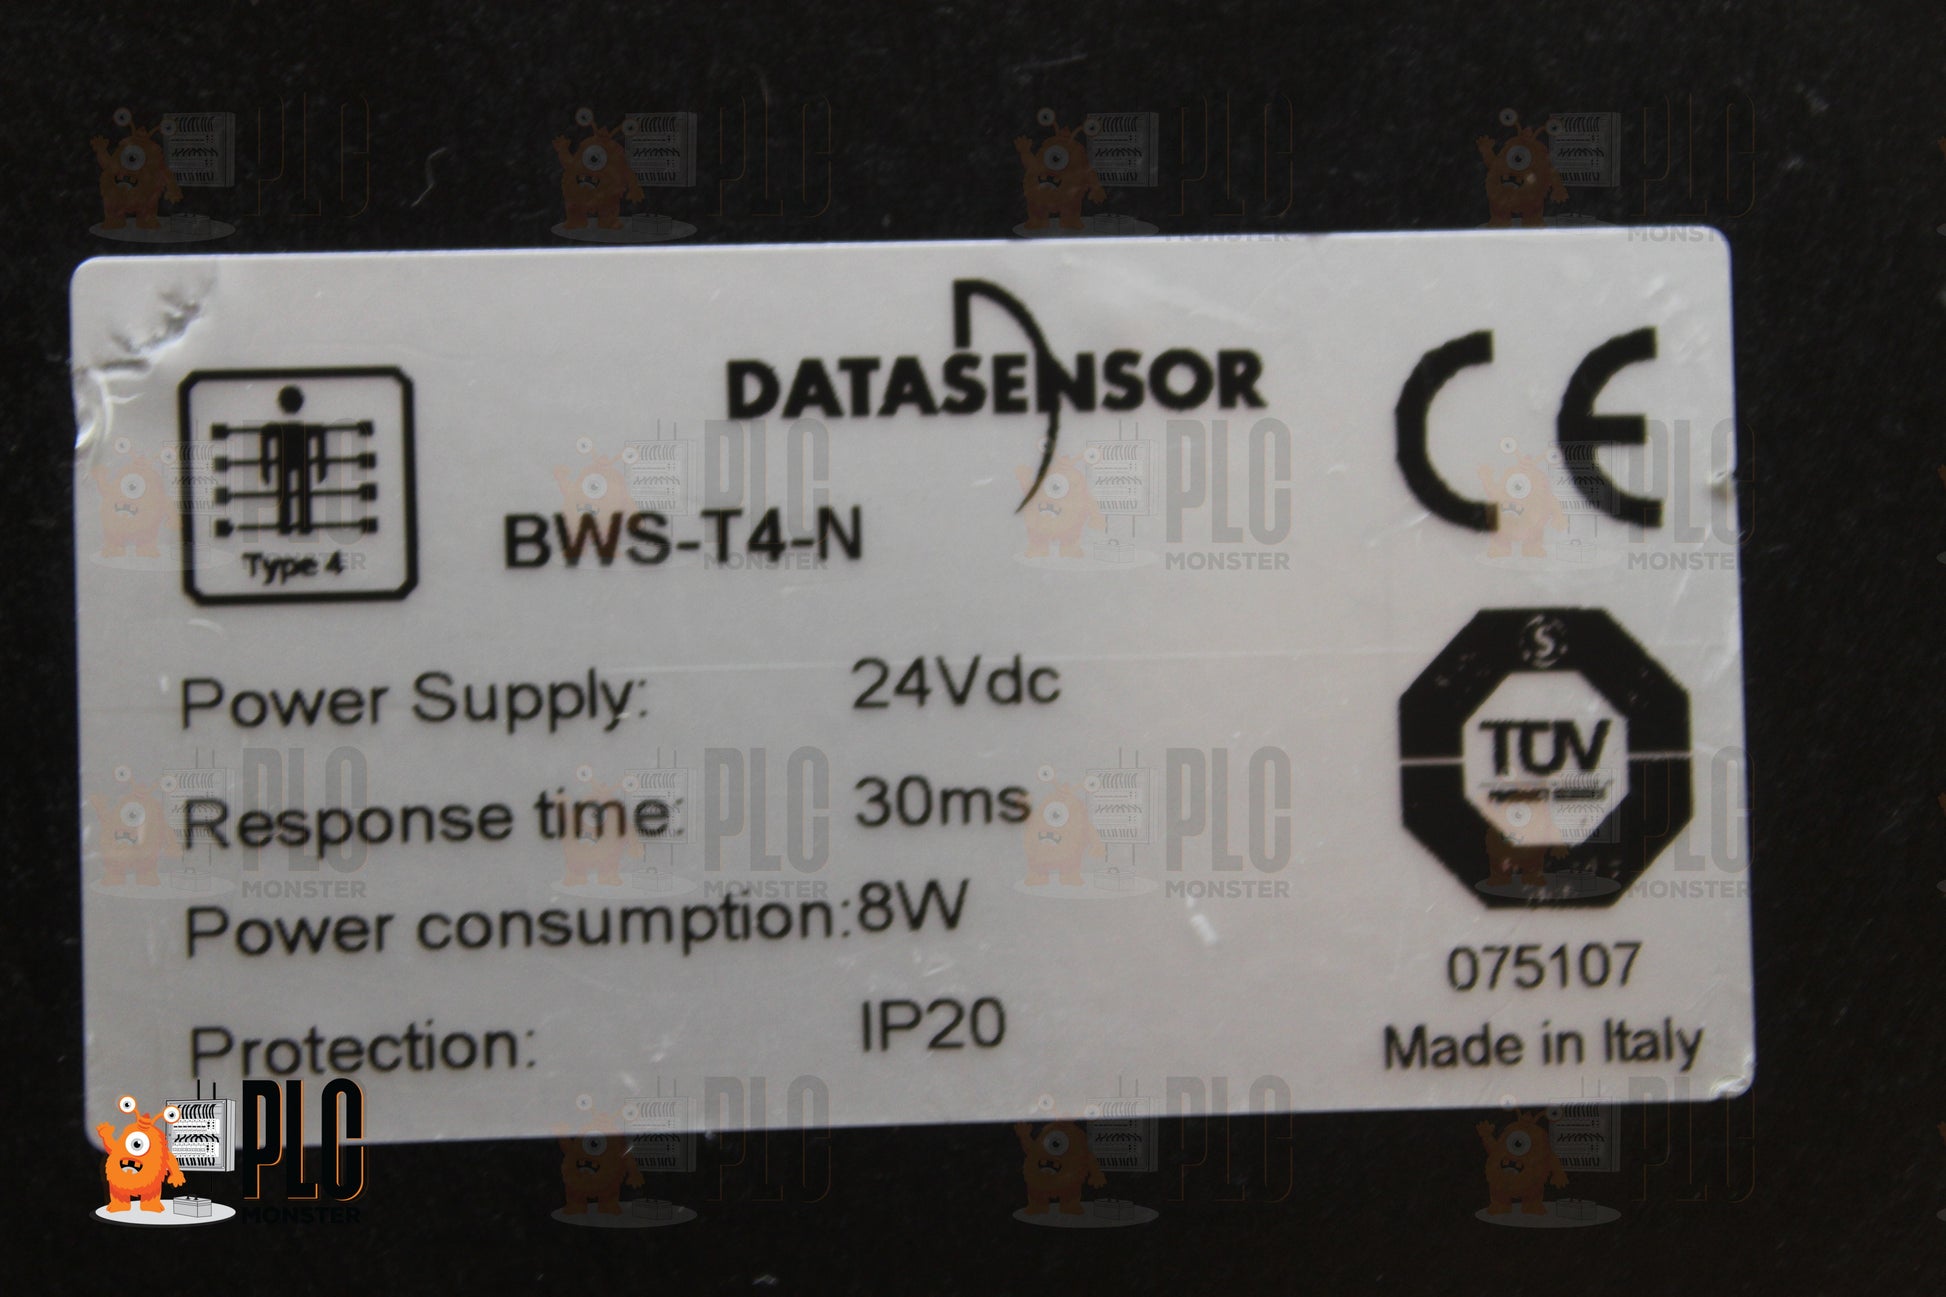 DATASENSOR
CE
Type 4
BWS-T4-N
Power Supply: 24Vdc
Response time: 30ms
Power consumption: 8W
Protection: IP20
S
TÜV
075107
Made in Italy
PLC
MONSTER